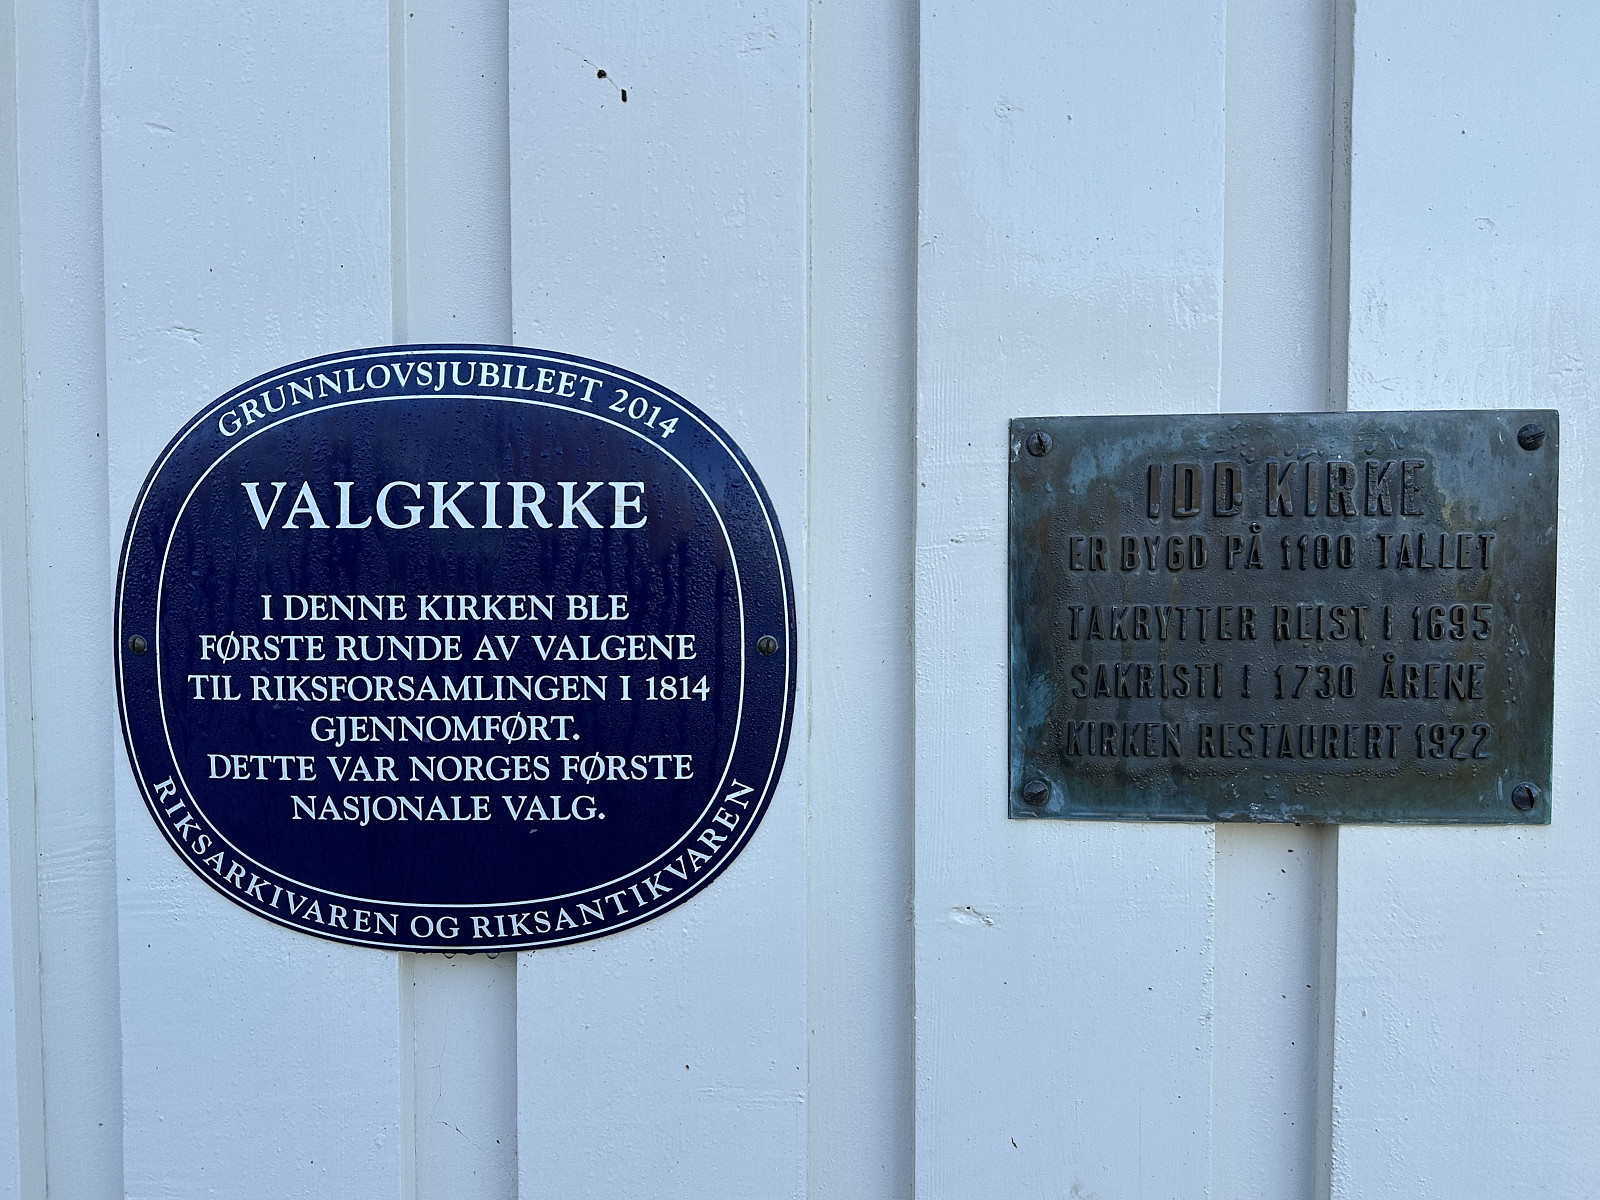 GRUNNLOVSJUBILEET 2014
VALGKIRKE
I DENNE KIRKEN BLE
FØRSTE RUNDE AV VALGENE
TIL RIKSFORSAMLINGEN I 1814
GJENNOMFØRT.
DETTE VAR NORGES FØRSTE
NASJONALE VALG.
RIKSARKIVAREN OG RIKSANTIKVAREN
IDD KIRKE
ER BYGD PÅ 1100 TALLET
TAKRYTTER REIST I 1695
SAKRISTI I 1730 ÅRENE
KIRKEN RESTAURERT 1922